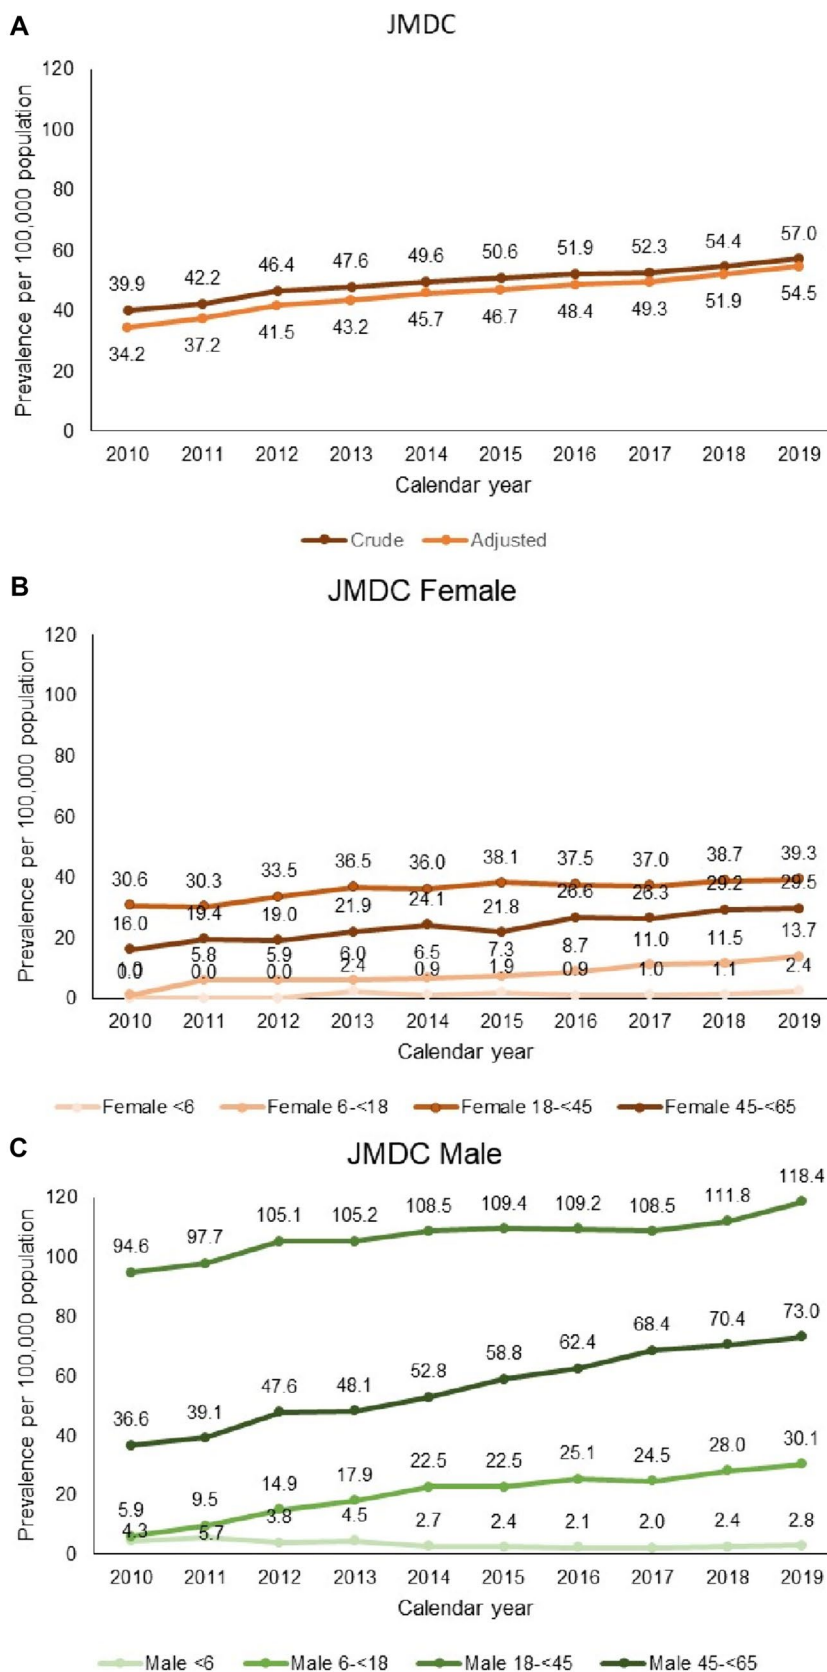 A
JMDC
Prevalence per 100,000 population
120
100
80
60
40
20
0
39.9 42.2 46.4 47.6 49.6 50.6 51.9 52.3 54.4 57.0
34.2 37.2 41.5 43.2 45.7 46.7 48.4 49.3 51.9 54.5
2010 2011 2012 2013 2014 2015 2016 2017 2018 2019
Calendar year
Crude Adjusted
B
JMDC Female
Prevalence per 100,000 population
120
100
80
60
40
20
0
30.6 30.3 33.5 36.5 36.0 38.1 37.5 37.0 38.7 39.3
16.0 19.4 19.0 21.9 24.1 21.8 26.6 26.3 29.2 29.5
5.8 5.9 6.0 6.5 7.3 8.7 11.0 11.5 13.7
0.0 0.0 0.0 2.4 0.9 1.9 0.9 1.0 1.1 2.4
2010 2011 2012 2013 2014 2015 2016 2017 2018 2019
Calendar year
Female <6 Female 6-<18 Female 18-<45 Female 45-<65
C
JMDC Male
Prevalence per 100,000 population
120
100
80
60
40
20
0
94.6 97.7 105.1 105.2 108.5 109.4 109.2 108.5 111.8 118.4
36.6 39.1 47.6 48.1 52.8 58.8 62.4 68.4 70.4 73.0
5.9 9.5 14.9 17.9 22.5 22.5 25.1 24.5 28.0 30.1
4.3 5.7 3.8 4.5 2.7 2.4 2.1 2.0 2.4 2.8
2010 2011 2012 2013 2014 2015 2016 2017 2018 2019
Calendar year
Male <6 Male 6-<18 Male 18-<45 Male 45-<65